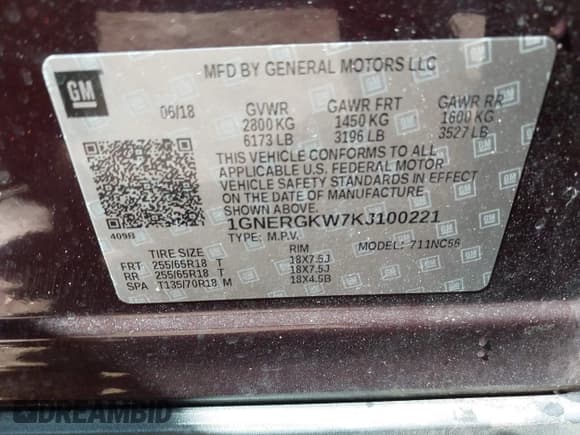 MFD BY GENERAL MOTORS LLC
GM
06/18 GVWR GAWR FRT GAWR RR
2800 KG 1450 KG 1600 KG
6173 LB 3196 LB 3527 LB
THIS VEHICLE CONFORMS TO ALL
APPLICABLE U.S. FEDERAL MOTOR
VEHICLE SAFETY STANDARDS IN EFFECT
ON THE DATE OF MANUFACTURE
SHOWN ABOVE.
409B
1GNERGKW7KJ100221
TYPE: M.P.V. MODEL: 711NC56
TIRE SIZE RIM
FRT 255/65R18 T 18X7.5J
RR 255/65R18 T 18X7.5J
SPA T135/70R18 M 18X4.5B
DREAMBID